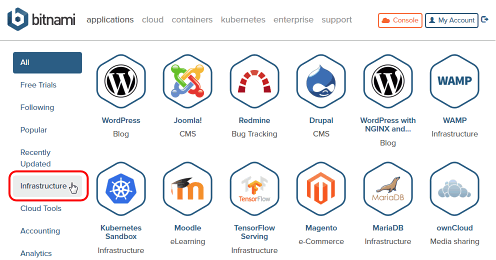 bitnami applications cloud containers kubernetes enterprise support Console My Account
All
Free Trials
Following
Popular
Recently
Updated
Infrastructure
Cloud Tools
Accounting
Analytics
WordPress
Blog
Joomla!
CMS
Redmine
Bug Tracking
Drupal
CMS
WordPress with
NGINX and...
Blog
WAMP
WAMP
Infrastructure
Kubernetes
Sandbox
Infrastructure
Moodle
eLearning
TensorFlow
TensorFlow
Serving
Infrastructure
Magento
e-Commerce
MariaDB
MariaDB
Infrastructure
ownCloud
Media sharing